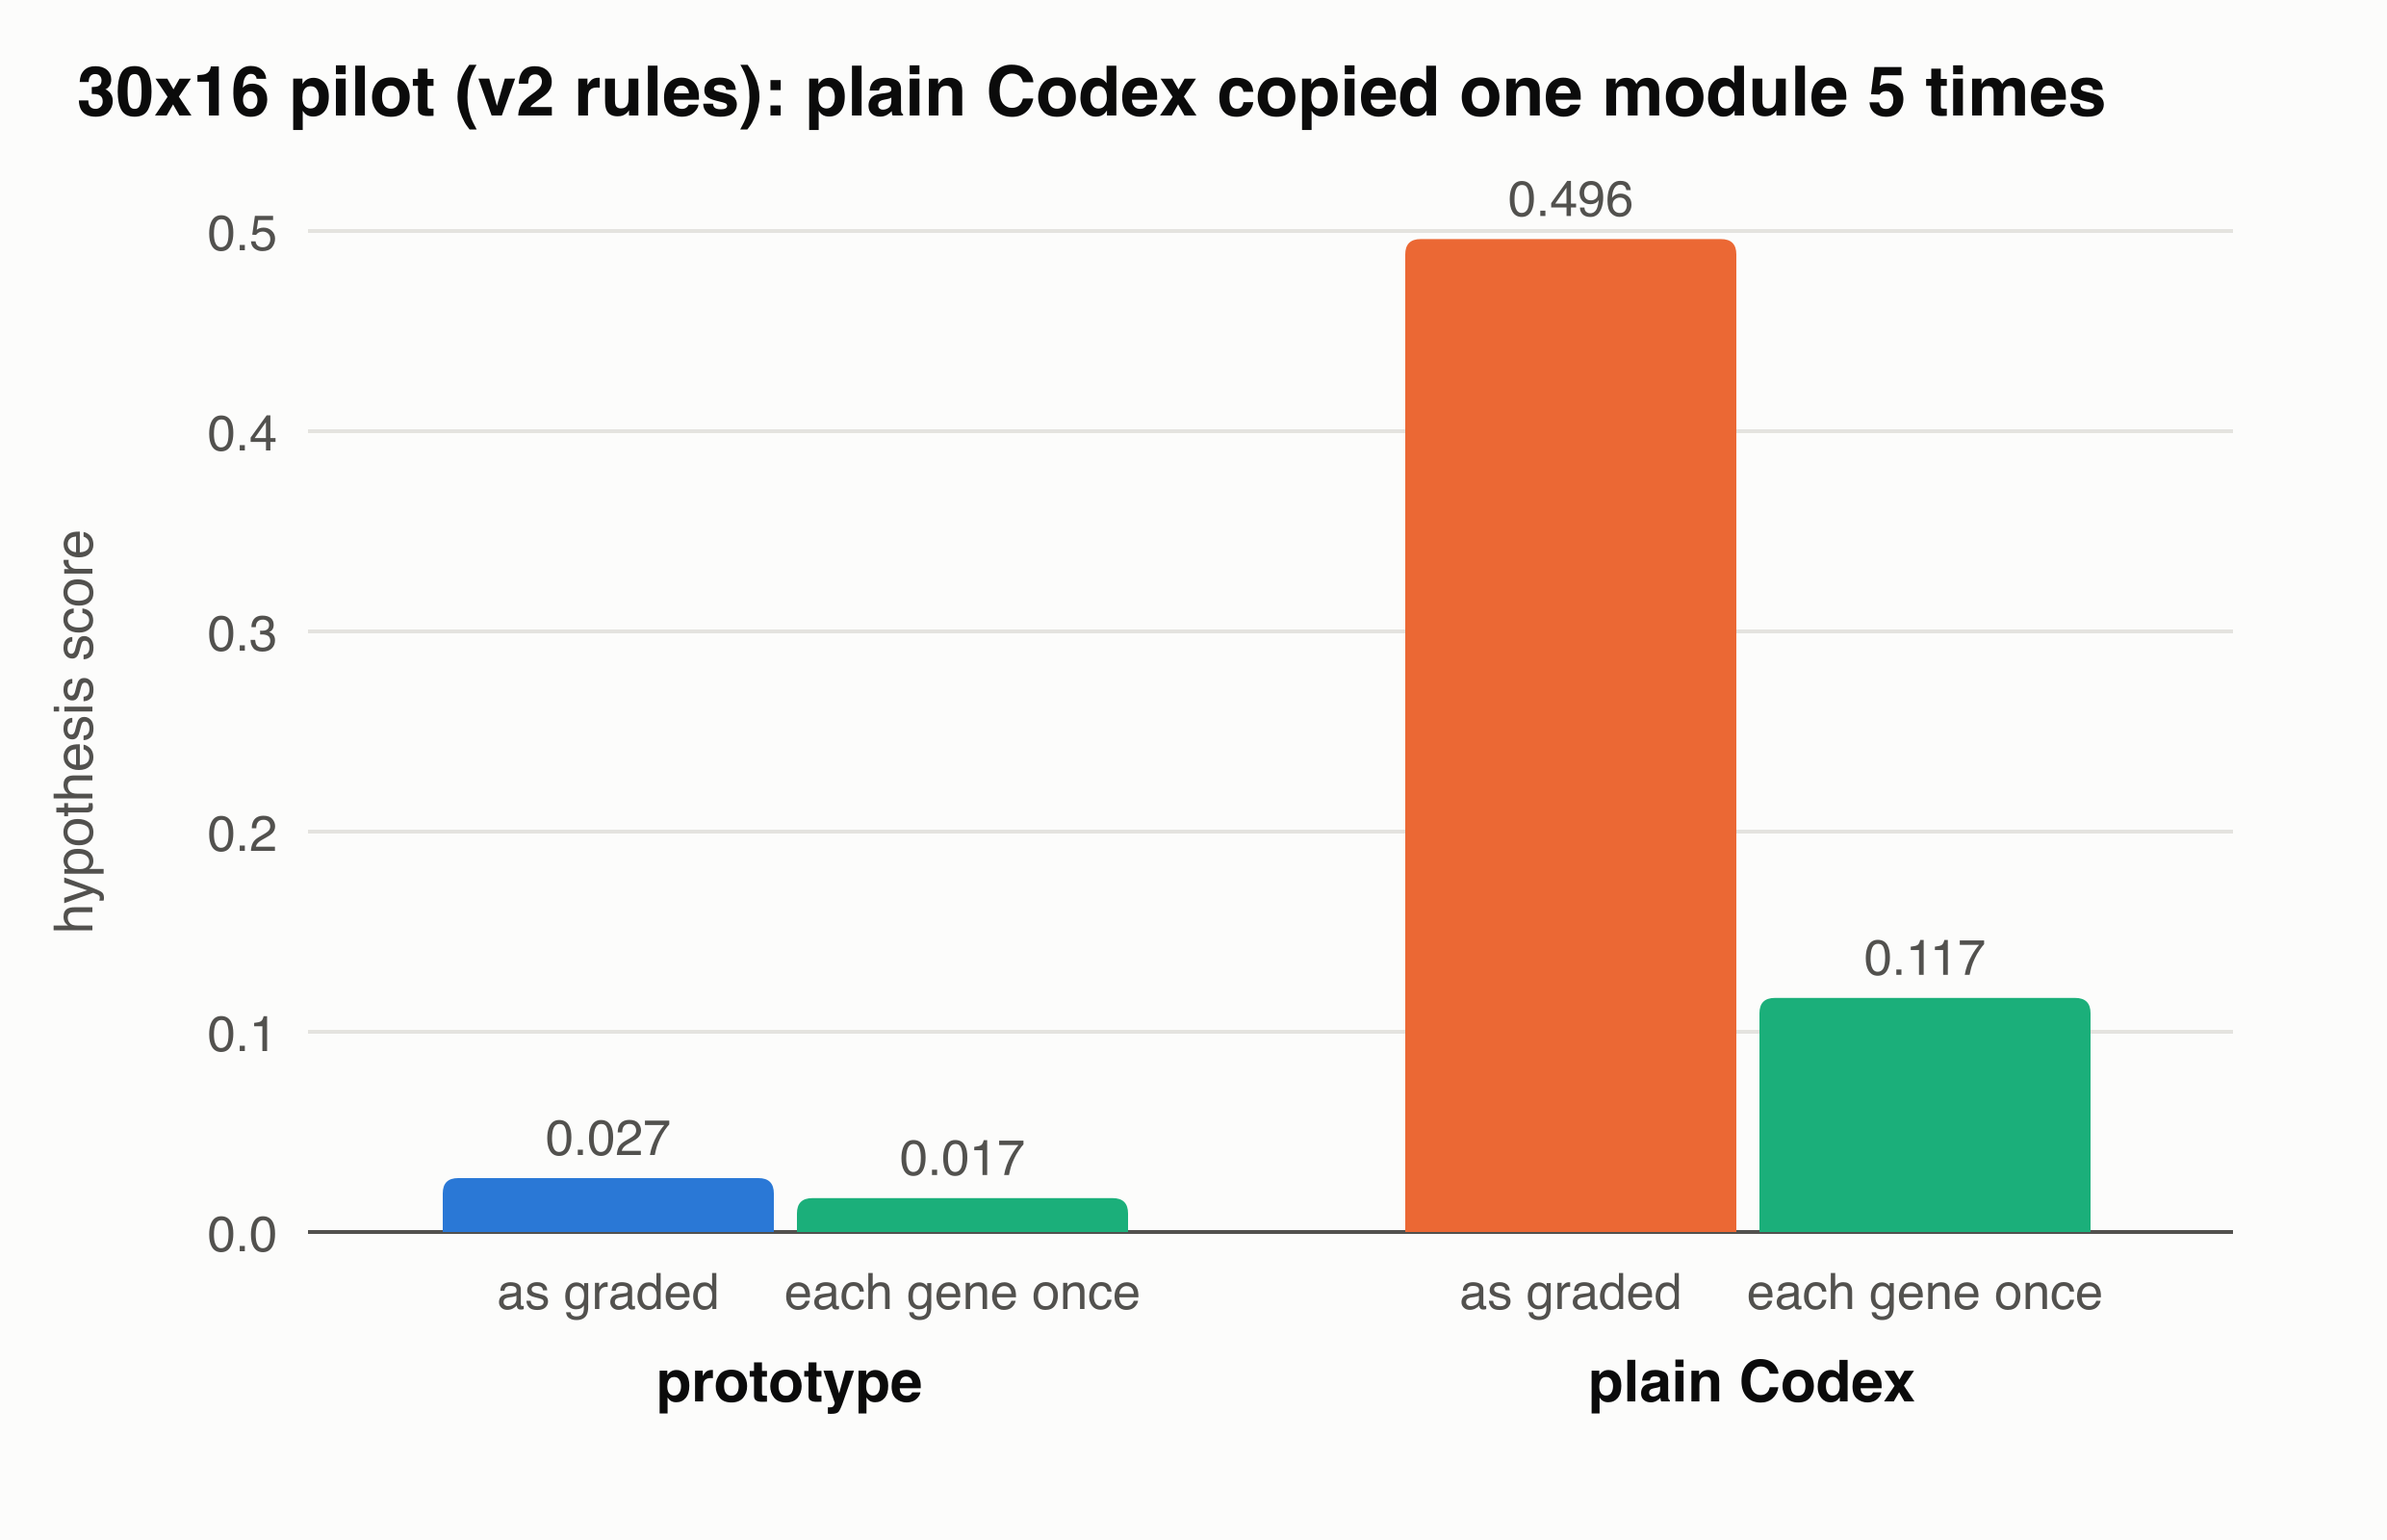 30x16 pilot (v2 rules): plain Codex copied one module 5 times
hypothesis score
0.5
0.4
0.3
0.2
0.1
0.0
0.027
0.017
0.496
0.117
as graded
each gene once
as graded
each gene once
prototype
plain Codex